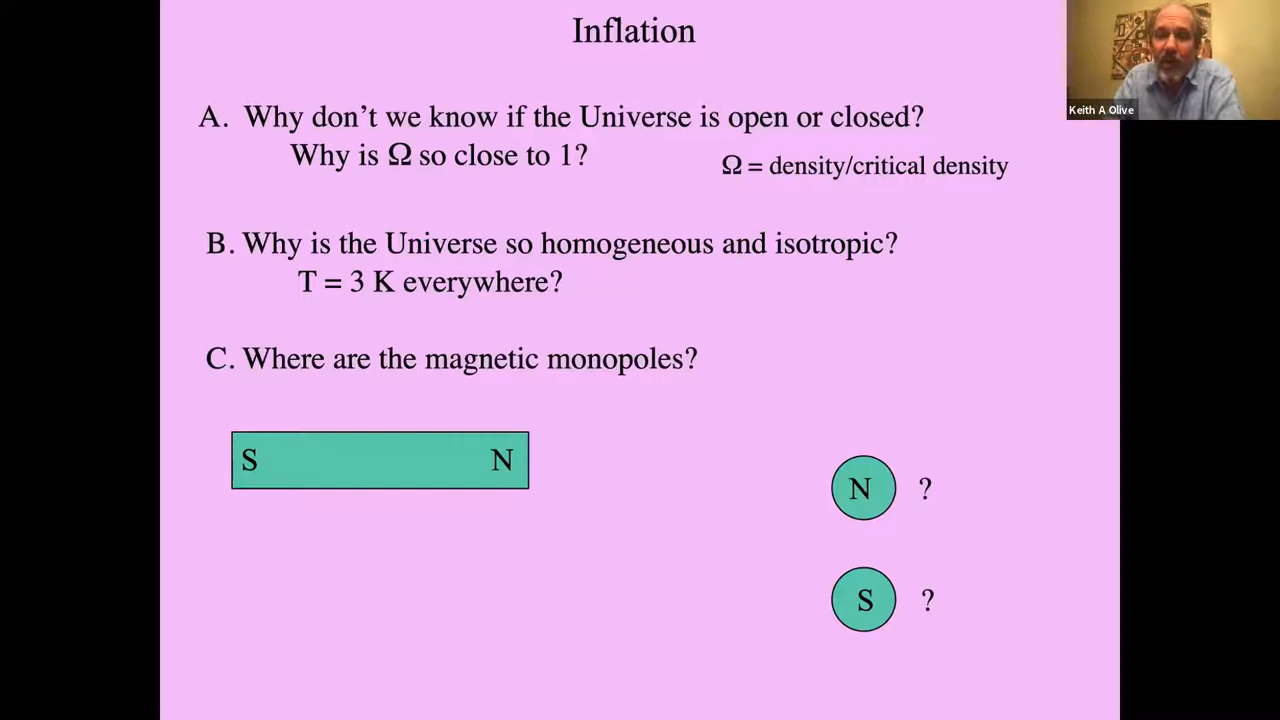 Inflation
Keith A Olive
A. Why don't we know if the Universe is open or closed?
Why is Ω so close to 1?
Ω = density/critical density
B. Why is the Universe so homogeneous and isotropic?
T = 3 K everywhere?
C. Where are the magnetic monopoles?
S N
N ?
S ?